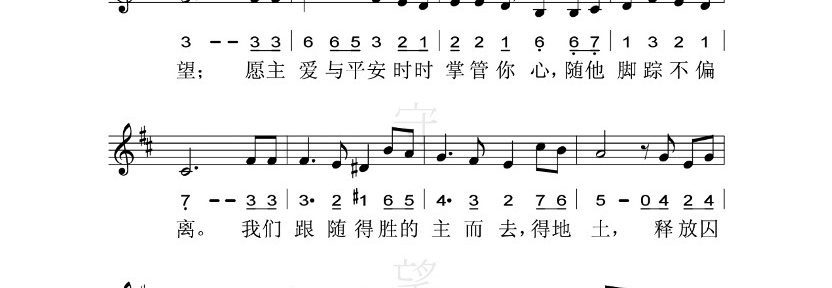 3 - - 3 3 | 6 6 5 3 2 1 | 2 2 1 6 6 7 | 1 3 2 1
望； 愿主 爱与平安时时 掌管你 心，随他 脚踪不偏
守
7 - - 3 3 | 3· 2 #1 6 5 | 4· 3 2 7 6 | 5 - 0 4 2 4
离。 我们 跟 随得胜的 主 而去，得地 土， 释放囚
望